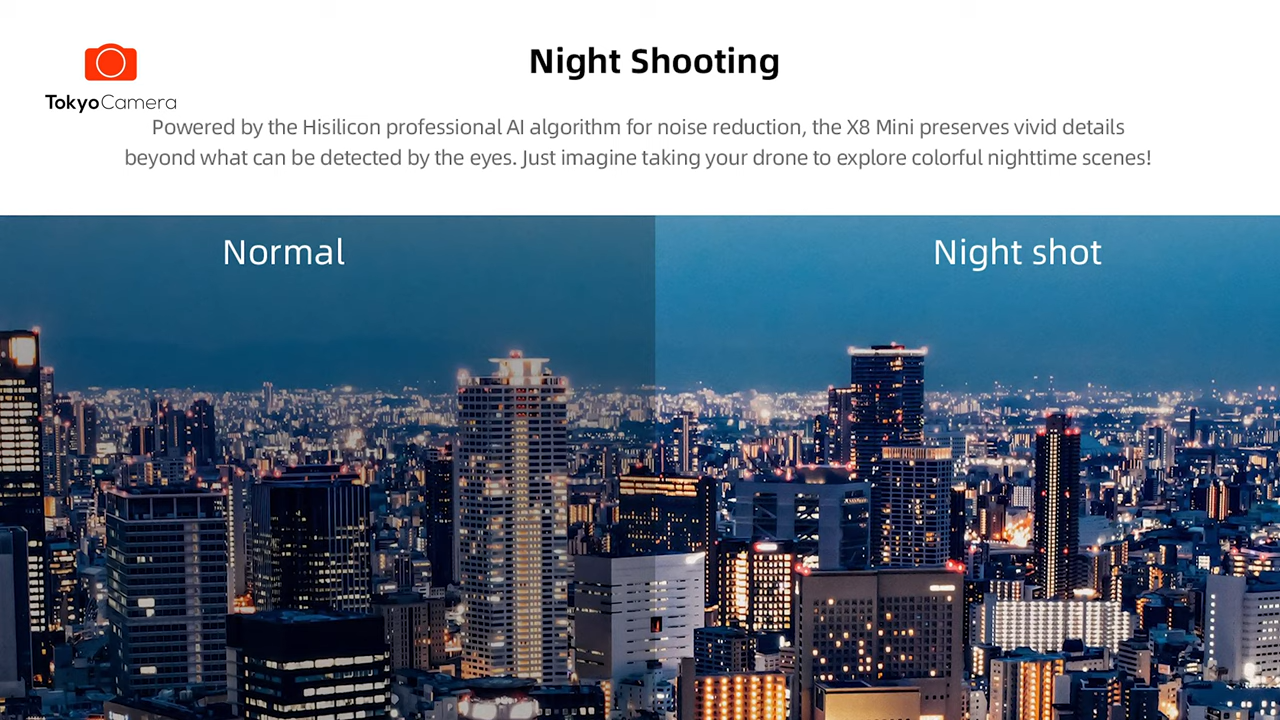 Night Shooting
TokyoCamera
Powered by the Hisilicon professional AI algorithm for noise reduction, the X8 Mini preserves vivid details
beyond what can be detected by the eyes. Just imagine taking your drone to explore colorful nighttime scenes!
Normal
Night shot